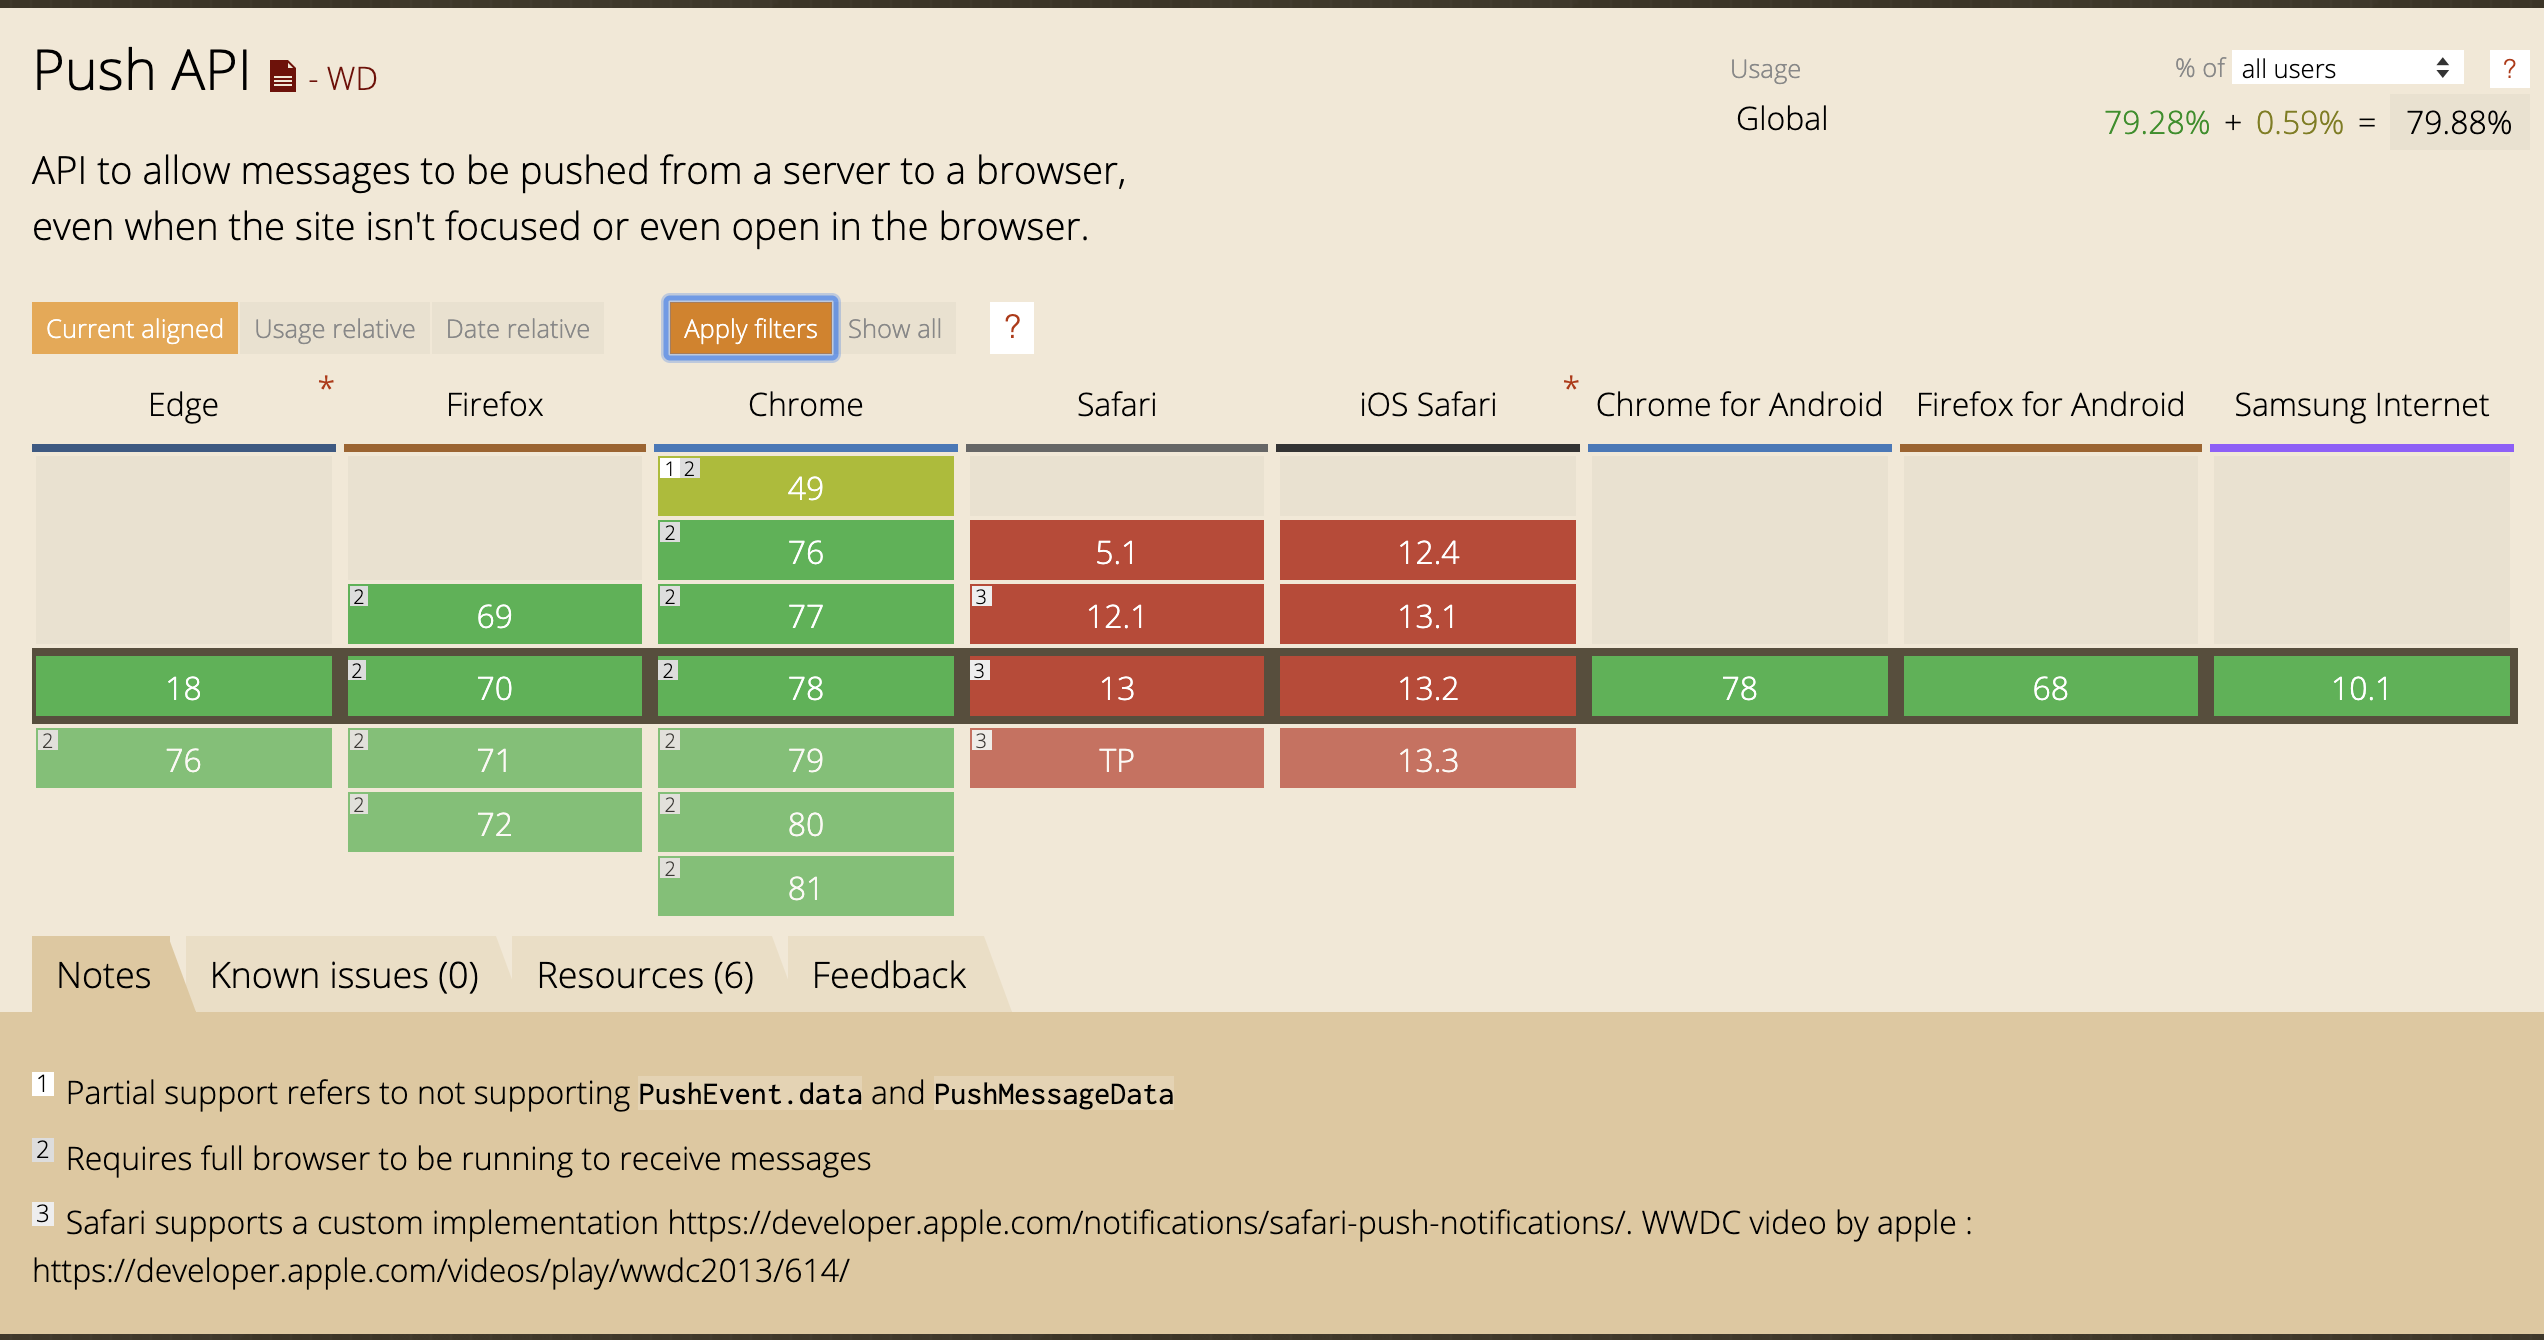 Push API - WD
Usage % of all users ?
Global 79.28% + 0.59% = 79.88%
API to allow messages to be pushed from a server to a browser,
even when the site isn't focused or even open in the browser.
Current aligned Usage relative Date relative Apply filters Show all ?
Edge * Firefox Chrome Safari iOS Safari * Chrome for Android Firefox for Android Samsung Internet
1 2 49
2 76 5.1 12.4
2 69 2 77 3 12.1 13.1
18 2 70 2 78 3 13 13.2 78 68 10.1
2 76 2 71 2 79 3 TP 13.3
2 72 2 80
2 81
Notes Known issues (0) Resources (6) Feedback
1 Partial support refers to not supporting PushEvent.data and PushMessageData
2 Requires full browser to be running to receive messages
3 Safari supports a custom implementation https://developer.apple.com/notifications/safari-push-notifications/. WWDC video by apple :
https://developer.apple.com/videos/play/wwdc2013/614/